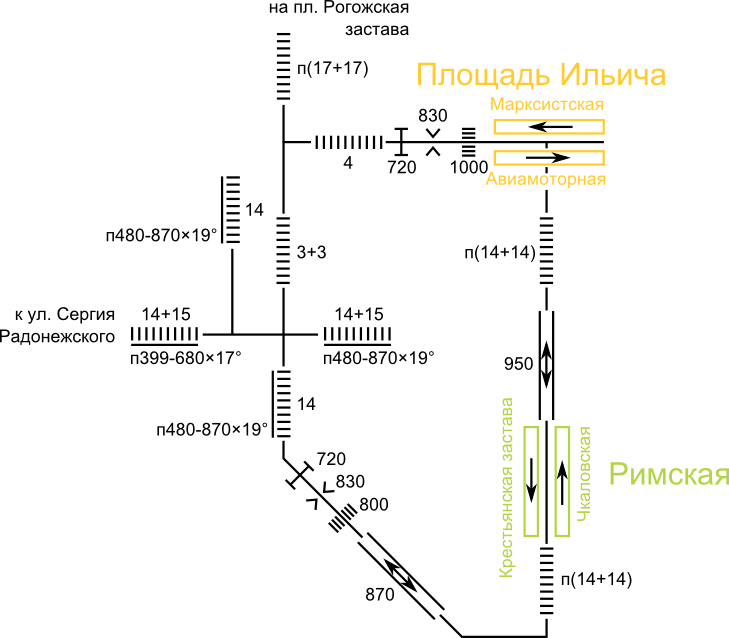 на пл. Рогожская
застава
п(17+17)
Площадь Ильича
Марксистская
830
4
720
1000
Авиамоторная
14
п480-870×19°
3+3
п(14+14)
к ул. Сергия
Радонежского
14+15
14+15
п399-680×17°
п480-870×19°
950
14
п480-870×19°
Крестьянская застава
Чкаловская
Римская
720
830
800
870
п(14+14)